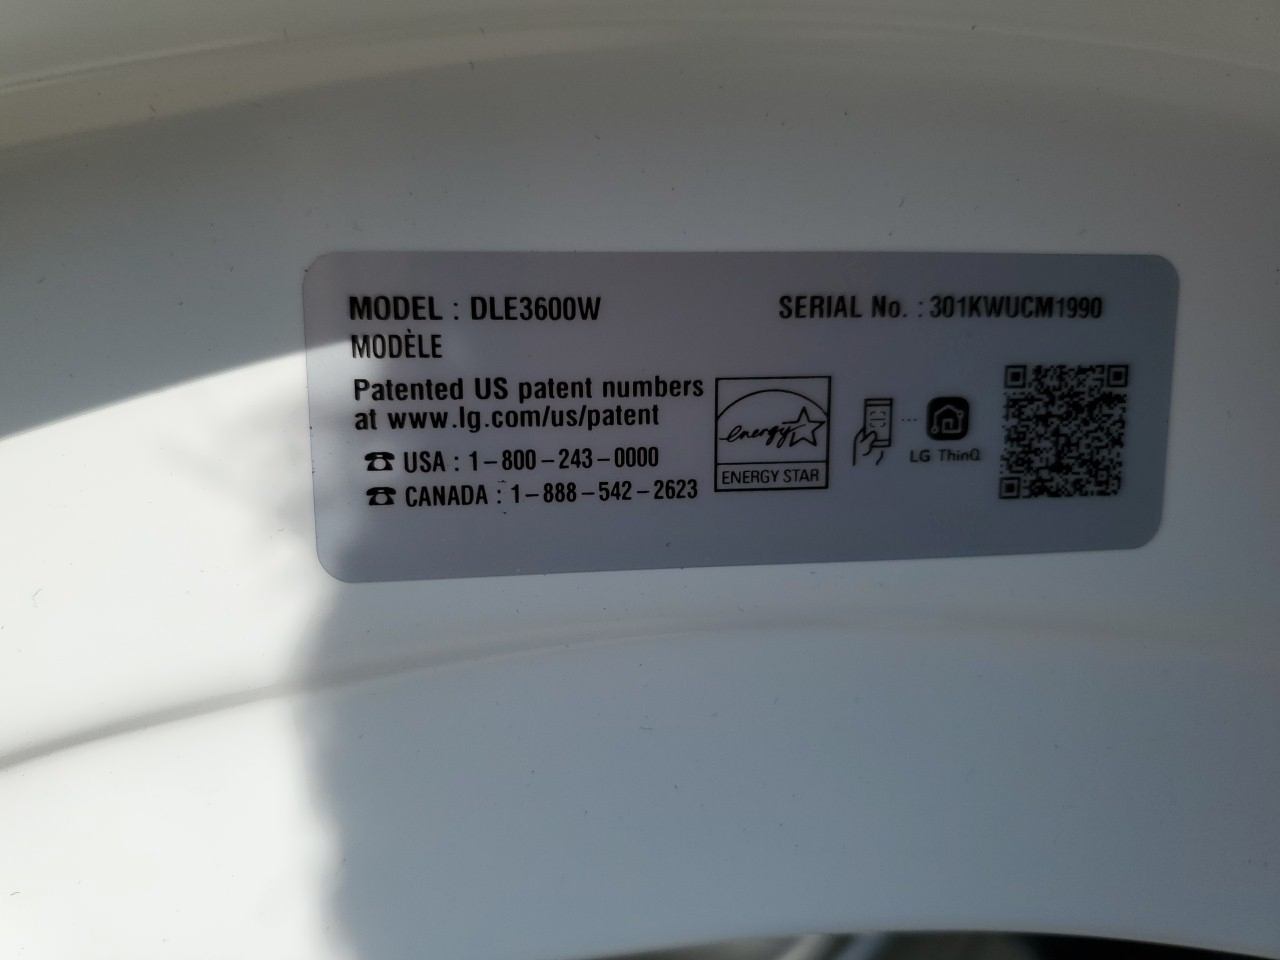 MODEL : DLE3600W
MODÈLE
SERIAL No. : 301KWUCM1990
Patented US patent numbers
at www.lg.com/us/patent
☎ USA : 1-800-243-0000
☎ CANADA : 1-888-542-2623
energy
ENERGY STAR
LG ThinQ